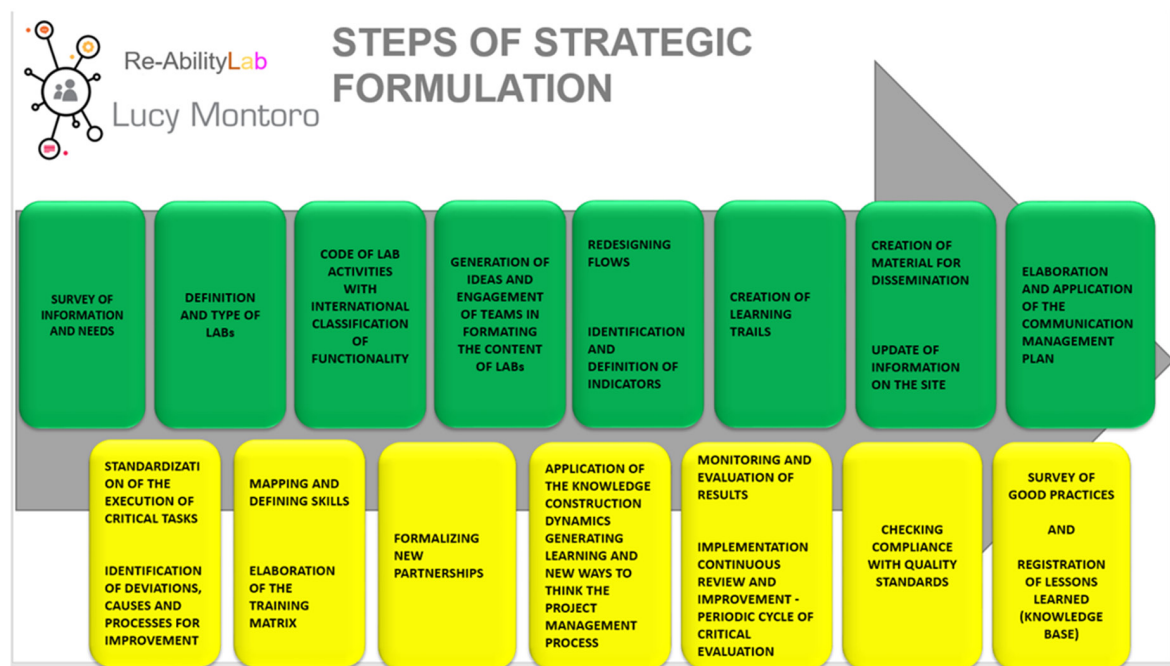 Re-AbilityLab
Lucy Montoro
STEPS OF STRATEGIC
FORMULATION
SURVEY OF
INFORMATION
AND NEEDS
DEFINITION
AND TYPE OF
LABs
CODE OF LAB
ACTIVITIES
WITH
INTERNATIONAL
CLASSIFICATION
OF
FUNCTIONALITY
GENERATION OF
IDEAS AND
ENGAGEMENT
OF TEAMS IN
FORMATING
THE CONTENT
OF LABs
REDESIGNING
FLOWS
IDENTIFICATION
AND
DEFINITION OF
INDICATORS
CREATION OF
LEARNING
TRAILS
CREATION OF
MATERIAL FOR
DISSEMINATION
UPDATE OF
INFORMATION
ON THE SITE
ELABORATION
AND APPLICATION
OF THE
COMMUNICATION
MANAGEMENT
PLAN
STANDARDIZATI
ON OF THE
EXECUTION OF
CRITICAL TASKS
IDENTIFICATION
OF DEVIATIONS,
CAUSES AND
PROCESSES FOR
IMPROVEMENT
MAPPING AND
DEFINING SKILLS
ELABORATION
OF THE
TRAINING
MATRIX
FORMALIZING
NEW
PARTNERSHIPS
APPLICATION OF
THE KNOWLEDGE
CONSTRUCTION
DYNAMICS
GENERATING
LEARNING AND
NEW WAYS TO
THINK THE
PROJECT
MANAGEMENT
PROCESS
MONITORING AND
EVALUATION OF
RESULTS
IMPLEMENTATION
CONTINUOUS
REVIEW AND
IMPROVEMENT -
PERIODIC CYCLE OF
CRITICAL
EVALUATION
CHECKING
COMPLIANCE
WITH QUALITY
STANDARDS
SURVEY OF
GOOD PRACTICES
AND
REGISTRATION
OF LESSONS
LEARNED
(KNOWLEDGE
BASE)